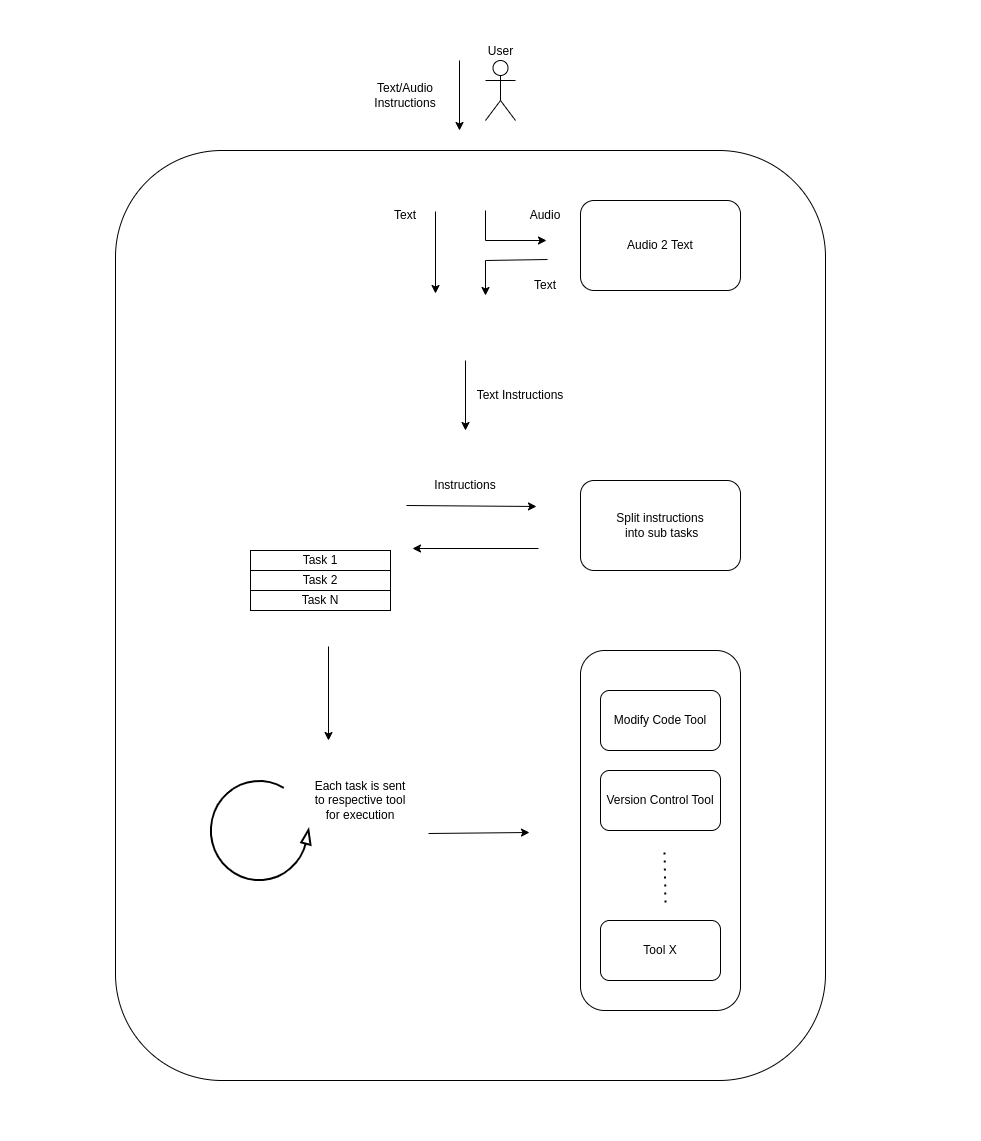 User
Text/Audio
Instructions
Text
Audio
Audio 2 Text
Text
Text Instructions
Instructions
Split instructions
into sub tasks
Task 1
Task 2
Task N
Modify Code Tool
Each task is sent
to respective tool
for execution
Version Control Tool
Tool X